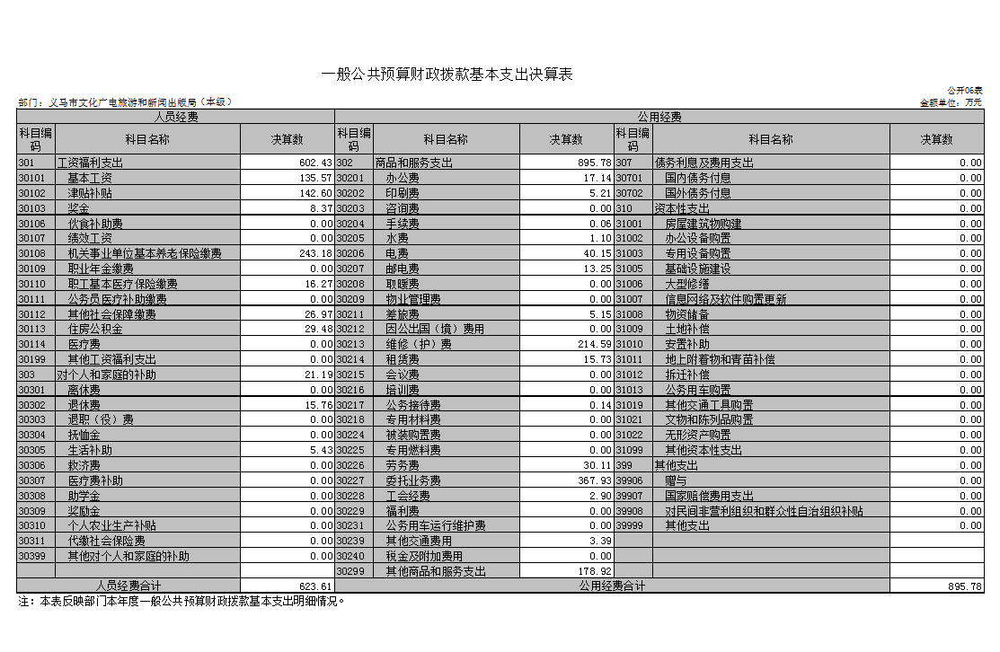 一般公共预算财政拨款基本支出决算表
公开06表
部门：义马市文化广电旅游和新闻出版局（本级） 金额单位：万元
人员经费 公用经费
科目编码 科目名称 决算数 科目编码 科目名称 决算数 科目编码 科目名称 决算数
301 工资福利支出 602.43 302 商品和服务支出 895.78 307 债务利息及费用支出 0.00
30101 基本工资 135.57 30201 办公费 17.14 30701 国内债务付息 0.00
30102 津贴补贴 142.60 30202 印刷费 5.21 30702 国外债务付息 0.00
30103 奖金 8.37 30203 咨询费 0.00 310 资本性支出 0.00
30106 伙食补助费 0.00 30204 手续费 0.06 31001 房屋建筑物购建 0.00
30107 绩效工资 0.00 30205 水费 1.10 31002 办公设备购置 0.00
30108 机关事业单位基本养老保险缴费 243.18 30206 电费 40.15 31003 专用设备购置 0.00
30109 职业年金缴费 0.00 30207 邮电费 13.25 31005 基础设施建设 0.00
30110 职工基本医疗保险缴费 16.27 30208 取暖费 0.00 31006 大型修缮 0.00
30111 公务员医疗补助缴费 0.00 30209 物业管理费 0.00 31007 信息网络及软件购置更新 0.00
30112 其他社会保障缴费 26.97 30211 差旅费 5.15 31008 物资储备 0.00
30113 住房公积金 29.48 30212 因公出国（境）费用 0.00 31009 土地补偿 0.00
30114 医疗费 0.00 30213 维修（护）费 214.59 31010 安置补助 0.00
30199 其他工资福利支出 0.00 30214 租赁费 15.73 31011 地上附着物和青苗补偿 0.00
303 对个人和家庭的补助 21.19 30215 会议费 0.00 31012 拆迁补偿 0.00
30301 离休费 0.00 30216 培训费 0.00 31013 公务用车购置 0.00
30302 退休费 15.76 30217 公务接待费 0.14 31019 其他交通工具购置 0.00
30303 退职（役）费 0.00 30218 专用材料费 0.00 31021 文物和陈列品购置 0.00
30304 抚恤金 0.00 30224 被装购置费 0.00 31022 无形资产购置 0.00
30305 生活补助 5.43 30225 专用燃料费 0.00 31099 其他资本性支出 0.00
30306 救济费 0.00 30226 劳务费 30.11 399 其他支出 0.00
30307 医疗费补助 0.00 30227 委托业务费 367.93 39906 赠与 0.00
30308 助学金 0.00 30228 工会经费 2.90 39907 国家赔偿费用支出 0.00
30309 奖励金 0.00 30229 福利费 0.00 39908 对民间非营利组织和群众性自治组织补贴 0.00
30310 个人农业生产补贴 0.00 30231 公务用车运行维护费 0.00 39999 其他支出 0.00
30311 代缴社会保险费 0.00 30239 其他交通费用 3.39
30399 其他对个人和家庭的补助 0.00 30240 税金及附加费用 0.00
30299 其他商品和服务支出 178.92
人员经费合计 623.61 公用经费合计 895.78
注：本表反映部门本年度一般公共预算财政拨款基本支出明细情况。